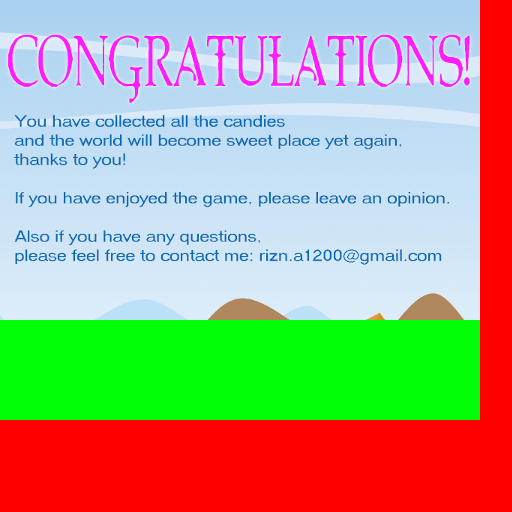 CONGRATULATIONS!
You have collected all the candies
and the world will become sweet place yet again,
thanks to you!
If you have enjoyed the game, please leave an opinion.
Also if you have any questions,
please feel free to contact me: rizn.a1200@gmail.com